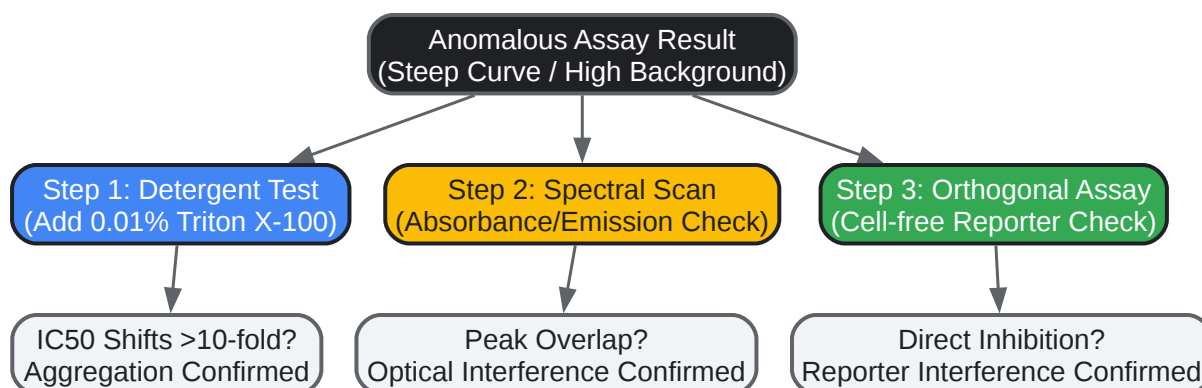 Anomalous Assay Result
(Steep Curve / High Background)
Step 1: Detergent Test
(Add 0.01% Triton X-100)
Step 2: Spectral Scan
(Absorbance/Emission Check)
Step 3: Orthogonal Assay
(Cell-free Reporter Check)
IC50 Shifts >10-fold?
Aggregation Confirmed
Peak Overlap?
Optical Interference Confirmed
Direct Inhibition?
Reporter Interference Confirmed